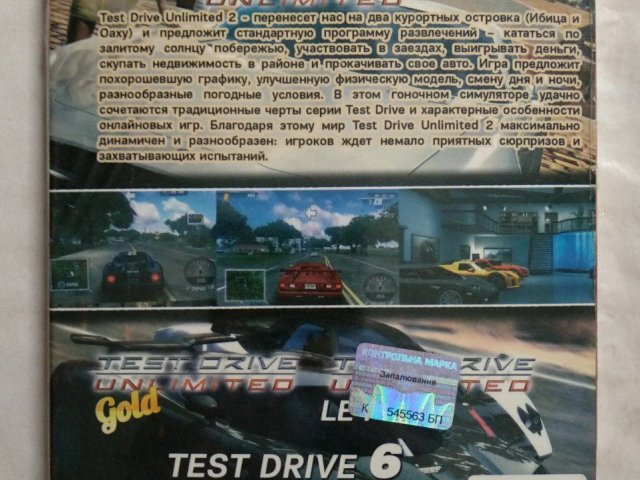 UNLIMITED
Test Drive Unlimited 2 - перенесет нас на два курортных островка (Ибица и
Оаху) и предложит стандартную программу развлечений - кататься по
залитому солнцу побережью, участвовать в заездах, выигрывать деньги,
скупать недвижимость в районе и прокачивать свое авто. Игра предложит
похорошевшую графику, улучшенную физическую модель, смену дня и ночи,
разнообразные погодные условия. В этом гоночном симуляторе удачно
сочетаются традиционные черты серии Test Drive и характерные особенности
онлайновых игр. Благодаря этому мир Test Drive Unlimited 2 максимально
динамичен и разнообразен: игроков ждет немало приятных сюрпризов и
захватывающих испытаний.
TEST DRIVE
UNLIMITED
Gold
КОНТРОЛЬНА МАРКА
Запалювання
К 545563 БП
LE
TEST DRIVE 6